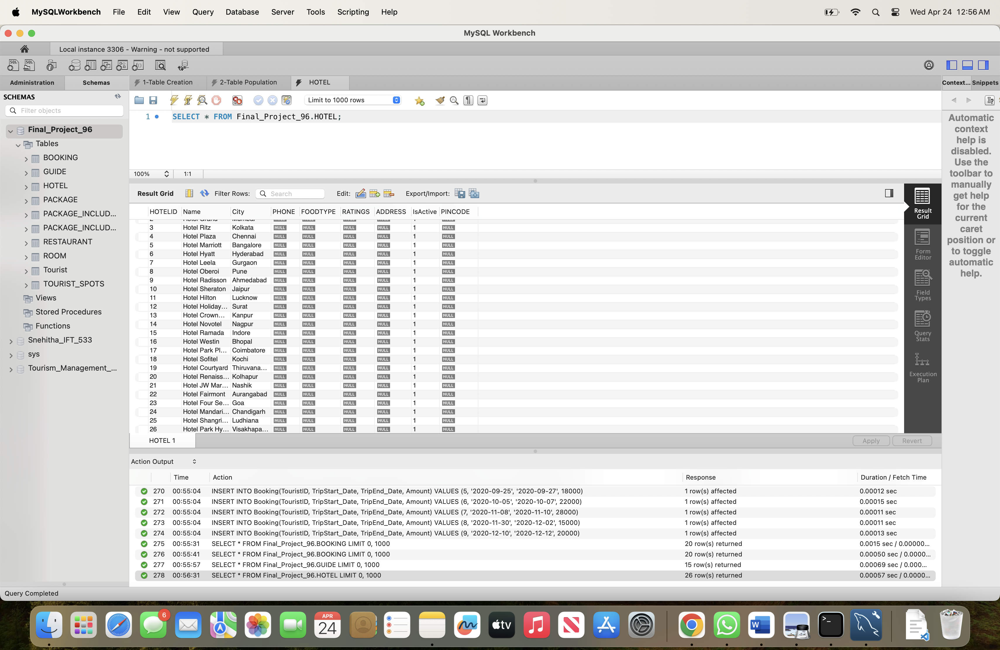 MySQLWorkbench File Edit View Query Database Server Tools Scripting Help Wed Apr 24 12:56 AM
MySQL Workbench
Local instance 3306 - Warning - not supported
Administration Schemas 1-Table Creation 2-Table Population HOTEL Context... Snippets
SCHEMAS
Filter objects
Limit to 1000 rows
1 SELECT * FROM Final_Project_96.HOTEL;
Final_Project_96
Tables
BOOKING
GUIDE
HOTEL
PACKAGE
PACKAGE_INCLUD...
PACKAGE_INCLUD...
RESTAURANT
ROOM
Tourist
TOURIST_SPOTS
Views
Stored Procedures
Functions
Snehitha_IFT_533
sys
Tourism_Management_...
Automatic
context
help is
disabled.
Use the
toolbar to
manually
get help
for the
current
caret
position or
to toggle
automatic
help.
100% 1:1
Result Grid Filter Rows: Search Edit: Export/Import:
HOTELID Name City PHONE FOODTYPE RATINGS ADDRESS IsActive PINCODE
2 Hotel Grand Mumbai NULL NULL NULL NULL 1 NULL
3 Hotel Ritz Kolkata NULL NULL NULL NULL 1 NULL
4 Hotel Plaza Chennai NULL NULL NULL NULL 1 NULL
5 Hotel Marriott Bangalore NULL NULL NULL NULL 1 NULL
6 Hotel Hyatt Hyderabad NULL NULL NULL NULL 1 NULL
7 Hotel Leela Gurgaon NULL NULL NULL NULL 1 NULL
8 Hotel Oberoi Pune NULL NULL NULL NULL 1 NULL
9 Hotel Radisson Ahmedabad NULL NULL NULL NULL 1 NULL
10 Hotel Sheraton Jaipur NULL NULL NULL NULL 1 NULL
11 Hotel Hilton Lucknow NULL NULL NULL NULL 1 NULL
12 Hotel Holiday... Surat NULL NULL NULL NULL 1 NULL
13 Hotel Crown... Kanpur NULL NULL NULL NULL 1 NULL
14 Hotel Novotel Nagpur NULL NULL NULL NULL 1 NULL
15 Hotel Ramada Indore NULL NULL NULL NULL 1 NULL
16 Hotel Westin Bhopal NULL NULL NULL NULL 1 NULL
17 Hotel Park Pl... Coimbatore NULL NULL NULL NULL 1 NULL
18 Hotel Sofitel Kochi NULL NULL NULL NULL 1 NULL
19 Hotel Courtyard Thiruvana... NULL NULL NULL NULL 1 NULL
20 Hotel Renaiss... Kolhapur NULL NULL NULL NULL 1 NULL
21 Hotel JW Mar... Nashik NULL NULL NULL NULL 1 NULL
22 Hotel Fairmont Aurangabad NULL NULL NULL NULL 1 NULL
23 Hotel Four Se... Goa NULL NULL NULL NULL 1 NULL
24 Hotel Mandari... Chandigarh NULL NULL NULL NULL 1 NULL
25 Hotel Shangri... Ludhiana NULL NULL NULL NULL 1 NULL
26 Hotel Park Hy... Visakhapa... NULL NULL NULL NULL 1 NULL
Result
Grid
Form
Editor
Field
Types
Query
Stats
Execution
Plan
HOTEL 1 Apply Revert
Action Output
Time Action Response Duration / Fetch Time
270 00:55:04 INSERT INTO Booking(TouristID, TripStart_Date, TripEnd_Date, Amount) VALUES (5, '2020-09-25', '2020-09-27', 18000) 1 row(s) affected 0.00012 sec
271 00:55:04 INSERT INTO Booking(TouristID, TripStart_Date, TripEnd_Date, Amount) VALUES (6, '2020-10-05', '2020-10-07', 22000) 1 row(s) affected 0.00015 sec
272 00:55:04 INSERT INTO Booking(TouristID, TripStart_Date, TripEnd_Date, Amount) VALUES (7, '2020-11-08', '2020-11-10', 28000) 1 row(s) affected 0.00011 sec
273 00:55:04 INSERT INTO Booking(TouristID, TripStart_Date, TripEnd_Date, Amount) VALUES (8, '2020-11-30', '2020-12-02', 15000) 1 row(s) affected 0.00011 sec
274 00:55:04 INSERT INTO Booking(TouristID, TripStart_Date, TripEnd_Date, Amount) VALUES (9, '2020-12-10', '2020-12-12', 20000) 1 row(s) affected 0.00013 sec
275 00:55:31 SELECT * FROM Final_Project_96.BOOKING LIMIT 0, 1000 20 row(s) returned 0.0015 sec / 0.00000...
276 00:55:41 SELECT * FROM Final_Project_96.BOOKING LIMIT 0, 1000 20 row(s) returned 0.00050 sec / 0.0000...
277 00:55:57 SELECT * FROM Final_Project_96.GUIDE LIMIT 0, 1000 15 row(s) returned 0.00069 sec / 0.000...
278 00:56:31 SELECT * FROM Final_Project_96.HOTEL LIMIT 0, 1000 26 row(s) returned 0.00057 sec / 0.0000...
Query Completed
6
APR
24
tv
W